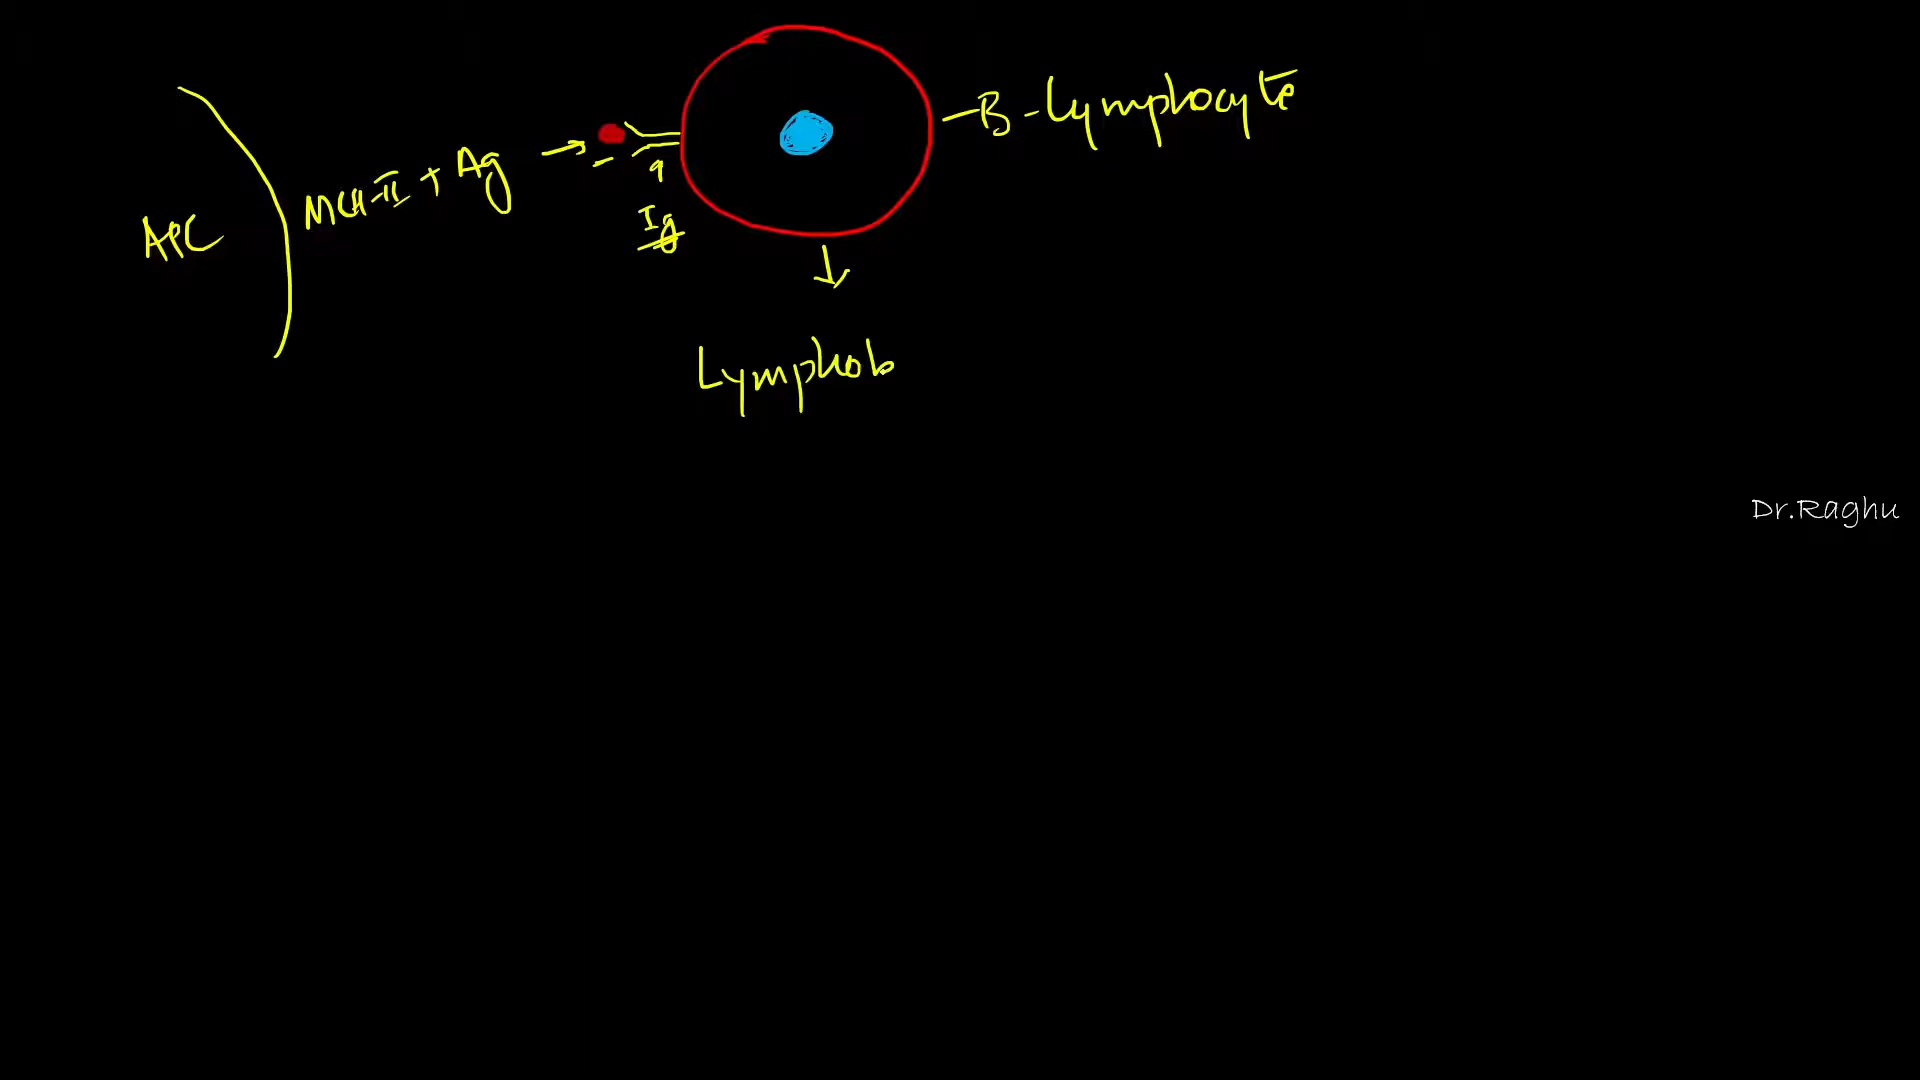 B-Lymphocyte
MCH-II + Ag
Ig
APC
Lymphob
Dr.Raghu